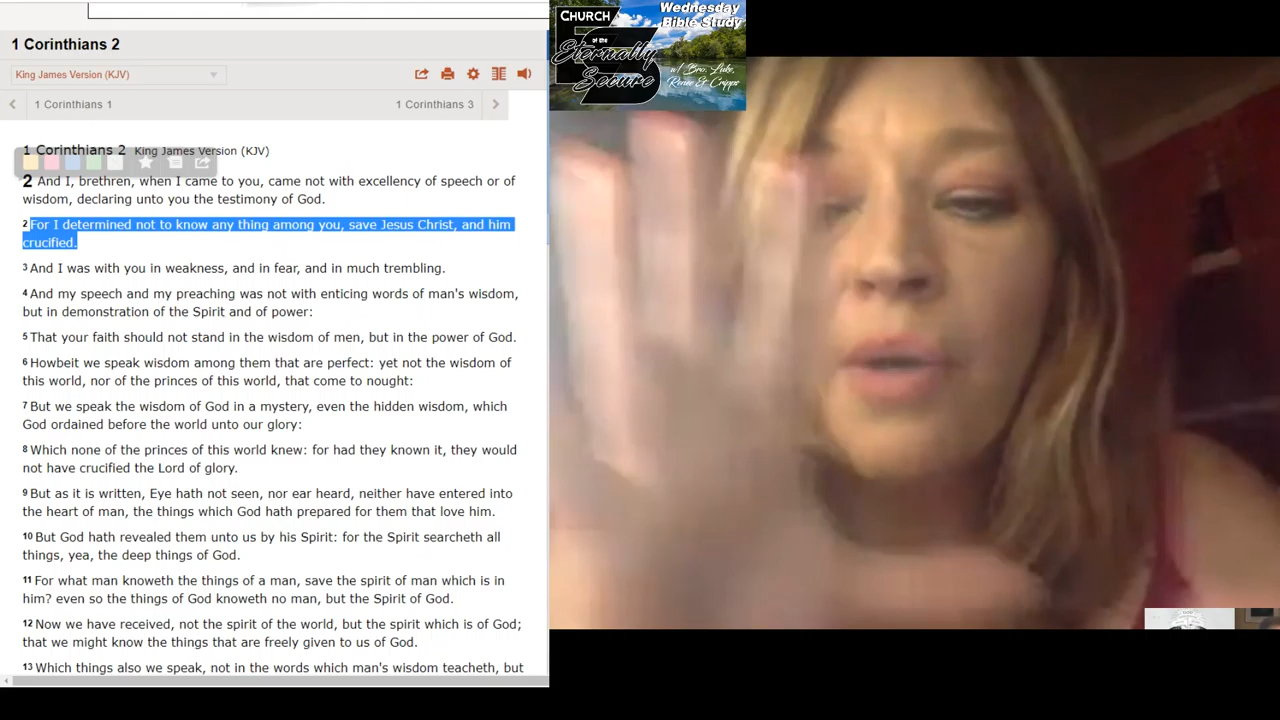 1 Corinthians 2
King James Version (KJV)
1 Corinthians 1
1 Corinthians 3
1 Corinthians 2 King James Version (KJV)
2 And I, brethren, when I came to you, came not with excellency of speech or of
wisdom, declaring unto you the testimony of God.
2 For I determined not to know any thing among you, save Jesus Christ, and him
crucified.
3 And I was with you in weakness, and in fear, and in much trembling.
4 And my speech and my preaching was not with enticing words of man's wisdom,
but in demonstration of the Spirit and of power:
5 That your faith should not stand in the wisdom of men, but in the power of God.
6 Howbeit we speak wisdom among them that are perfect: yet not the wisdom of
this world, nor of the princes of this world, that come to nought:
7 But we speak the wisdom of God in a mystery, even the hidden wisdom, which
God ordained before the world unto our glory:
8 Which none of the princes of this world knew: for had they known it, they would
not have crucified the Lord of glory.
9 But as it is written, Eye hath not seen, nor ear heard, neither have entered into
the heart of man, the things which God hath prepared for them that love him.
10 But God hath revealed them unto us by his Spirit: for the Spirit searcheth all
things, yea, the deep things of God.
11 For what man knoweth the things of a man, save the spirit of man which is in
him? even so the things of God knoweth no man, but the Spirit of God.
12 Now we have received, not the spirit of the world, but the spirit which is of God;
that we might know the things that are freely given to us of God.
13 Which things also we speak, not in the words which man's wisdom teacheth, but
Wednesday
Bible Study
CHURCH
of the
Eternally
Secure
w/ Bro. Luke,
Renée & Cripps